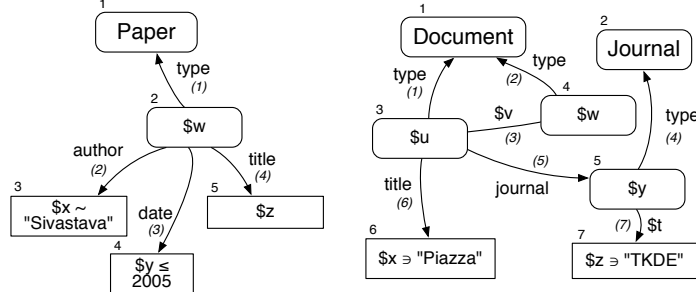 1
Paper
type
(1)
2
$w
author
(2)
title
(4)
date
(3)
3
$x ~
"Sivastava"
5
$z
4
$y ≤
2005
1
Document
2
Journal
type
(1)
type
(2)
type
(4)
3
$u
$v
(3)
4
$w
(5)
journal
5
$y
title
(6)
(7) $t
6
$x ∋ "Piazza"
7
$z ∋ "TKDE"